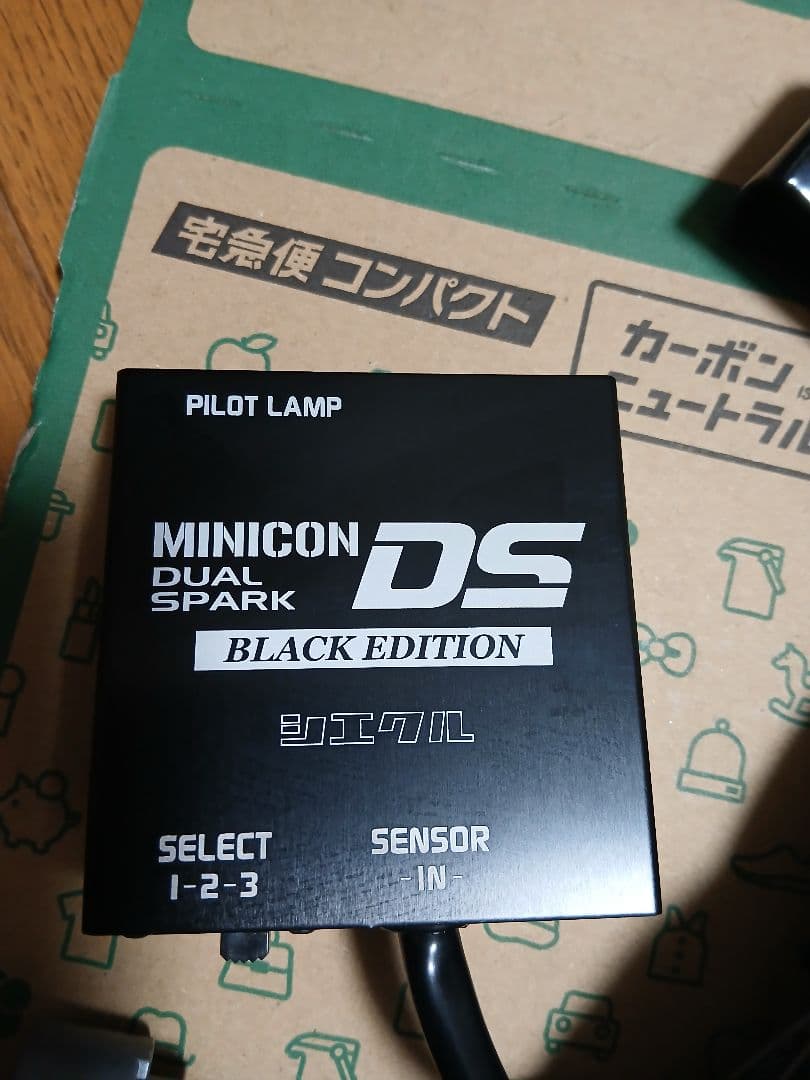 宅急便 コンパクト
カーボン
ニュートラル
PILOT LAMP
MINICON DS
DUAL
SPARK
BLACK EDITION
シエクル
SELECT
1-2-3
SENSOR
-IN-